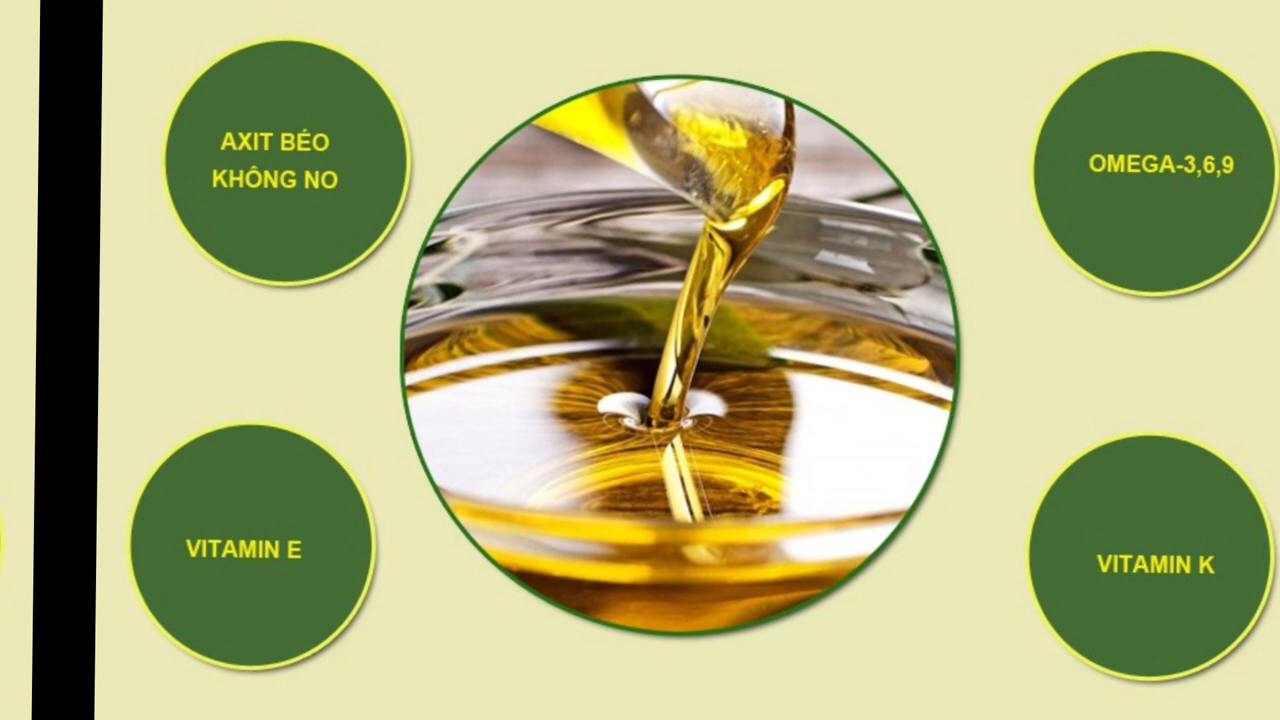 AXIT BÉO
KHÔNG NO
OMEGA-3,6,9
VITAMIN E
VITAMIN K